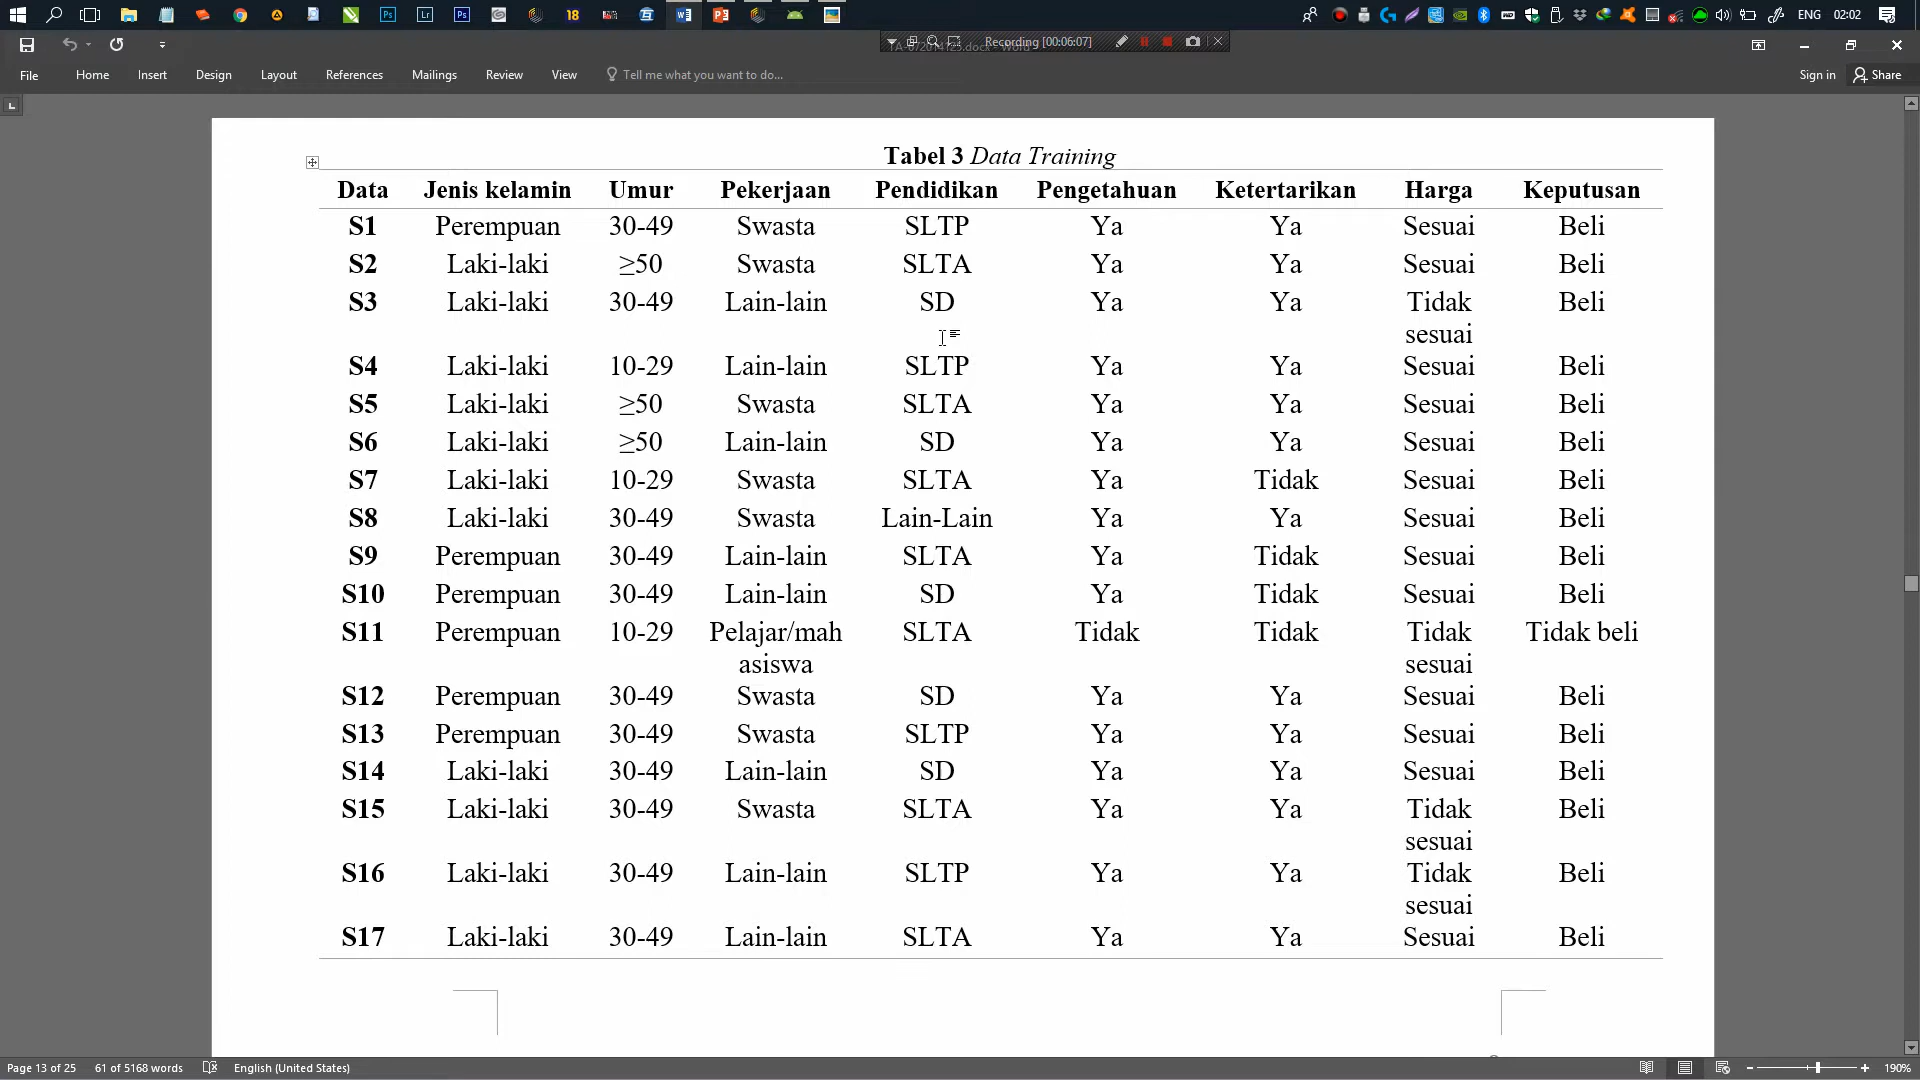 ENG 02:02
Recording [00:06:07]
File Home Insert Design Layout References Mailings Review View Tell me what you want to do... Sign in Share
Tabel 3 Data Training
Data Jenis kelamin Umur Pekerjaan Pendidikan Pengetahuan Ketertarikan Harga Keputusan
S1 Perempuan 30-49 Swasta SLTP Ya Ya Sesuai Beli
S2 Laki-laki ≥50 Swasta SLTA Ya Ya Sesuai Beli
S3 Laki-laki 30-49 Lain-lain SD Ya Ya Tidak Beli
sesuai
S4 Laki-laki 10-29 Lain-lain SLTP Ya Ya Sesuai Beli
S5 Laki-laki ≥50 Swasta SLTA Ya Ya Sesuai Beli
S6 Laki-laki ≥50 Lain-lain SD Ya Ya Sesuai Beli
S7 Laki-laki 10-29 Swasta SLTA Ya Tidak Sesuai Beli
S8 Laki-laki 30-49 Swasta Lain-Lain Ya Ya Sesuai Beli
S9 Perempuan 30-49 Lain-lain SLTA Ya Tidak Sesuai Beli
S10 Perempuan 30-49 Lain-lain SD Ya Tidak Sesuai Beli
S11 Perempuan 10-29 Pelajar/mah SLTA Tidak Tidak Tidak Tidak beli
asiswa sesuai
S12 Perempuan 30-49 Swasta SD Ya Ya Sesuai Beli
S13 Perempuan 30-49 Swasta SLTP Ya Ya Sesuai Beli
S14 Laki-laki 30-49 Lain-lain SD Ya Ya Sesuai Beli
S15 Laki-laki 30-49 Swasta SLTA Ya Ya Tidak Beli
sesuai
S16 Laki-laki 30-49 Lain-lain SLTP Ya Ya Tidak Beli
sesuai
S17 Laki-laki 30-49 Lain-lain SLTA Ya Ya Sesuai Beli
Page 13 of 25 61 of 5168 words English (United States) 190%